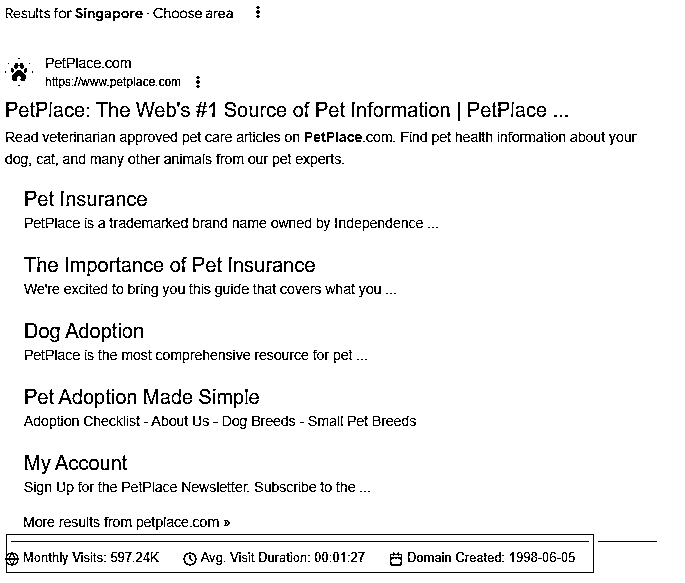 Results for Singapore · Choose area
PetPlace.com
https://www.petplace.com
PetPlace: The Web's #1 Source of Pet Information | PetPlace ...
Read veterinarian approved pet care articles on PetPlace.com. Find pet health information about your
dog, cat, and many other animals from our pet experts.
Pet Insurance
PetPlace is a trademarked brand name owned by Independence ...
The Importance of Pet Insurance
We're excited to bring you this guide that covers what you ...
Dog Adoption
PetPlace is the most comprehensive resource for pet ...
Pet Adoption Made Simple
Adoption Checklist - About Us - Dog Breeds - Small Pet Breeds
My Account
Sign Up for the PetPlace Newsletter. Subscribe to the ...
More results from petplace.com »
Monthly Visits: 597.24K Avg. Visit Duration: 00:01:27 Domain Created: 1998-06-05